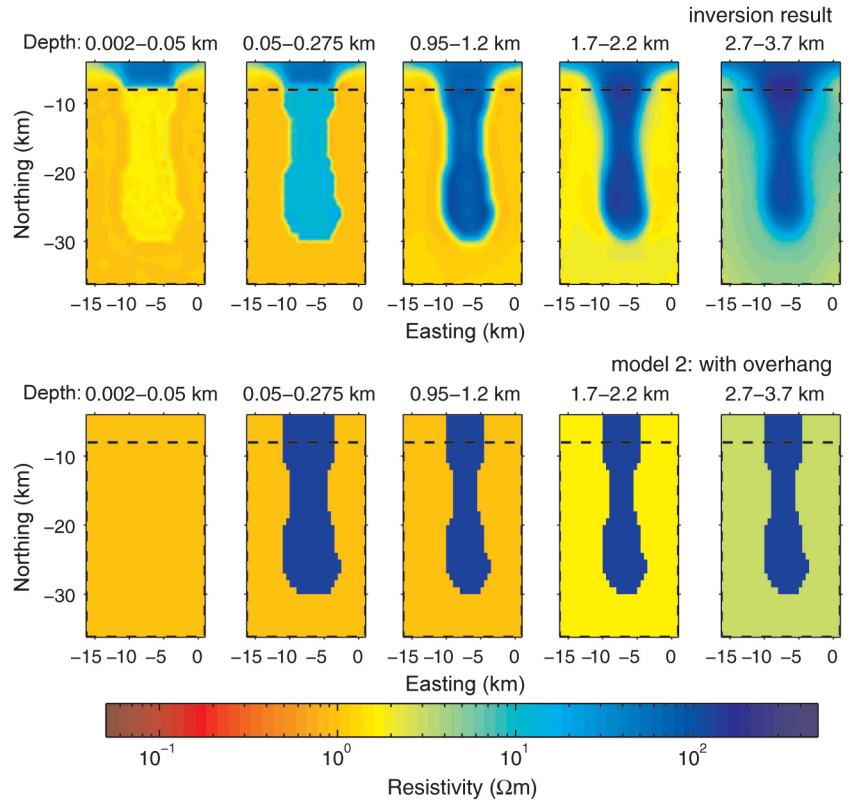 inversion result
Depth: 0.002–0.05 km 0.05–0.275 km 0.95–1.2 km 1.7–2.2 km 2.7–3.7 km
Northing (km)
−10
−20
−30
−15 −10 −5 0 −15 −10 −5 0 −15 −10 −5 0 −15 −10 −5 0 −15 −10 −5 0
Easting (km)
model 2: with overhang
Depth: 0.002–0.05 km 0.05–0.275 km 0.95–1.2 km 1.7–2.2 km 2.7–3.7 km
Northing (km)
−10
−20
−30
−15 −10 −5 0 −15 −10 −5 0 −15 −10 −5 0 −15 −10 −5 0 −15 −10 −5 0
Easting (km)
10⁻¹ 10⁰ 10¹ 10²
Resistivity (Ωm)